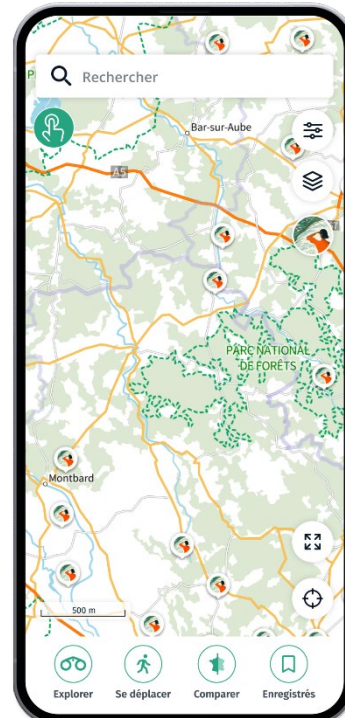 P
Rechercher
Bar-sur-Aube
A5
PARC NATIONAL
DE FORÊTS
Montbard
500 m
Explorer
Se déplacer
Comparer
Enregistrés